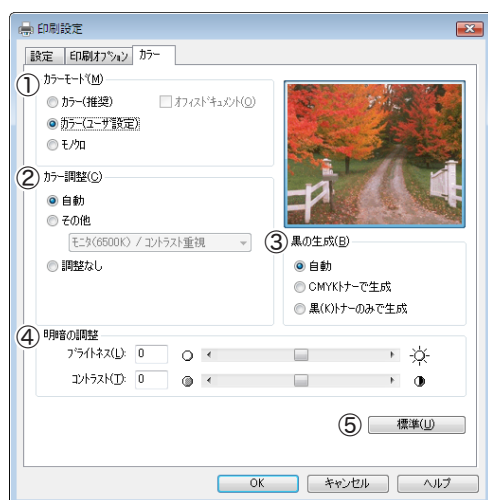 印刷設定
設定 印刷ｵﾌﾟｼｮﾝ カラー
① ｶﾗｰﾓｰﾄﾞ(M)
カラー(推奨) ｵﾌｨｽﾄﾞｷｭﾒﾝﾄ(O)
カラー(ユーザ設定)
モノクロ
② ｶﾗｰ調整(C)
自動
その他
ﾓﾆﾀ(6500K) / ｺﾝﾄﾗｽﾄ重視
調整なし
③ 黒の生成(B)
自動
CMYKトナーで生成
黒(K)トナーのみで生成
④ 明暗の調整
ﾌﾞﾗｲﾄﾈｽ(L): 0
ｺﾝﾄﾗｽﾄ(T): 0
⑤ 標準(U)
OK キャンセル ヘルプ